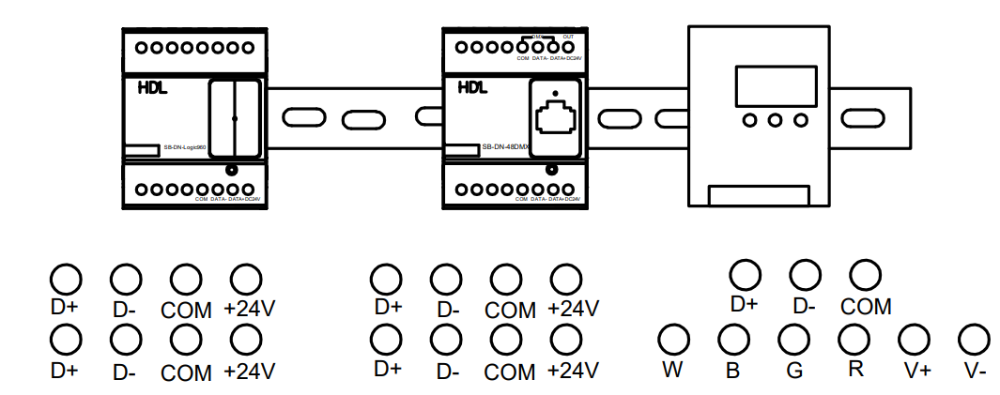 DMX OUT
COM DATA- DATA+DC24V
HDL HDL
SB-DN-Logic960 SB-DN-48DMX
COM DATA- DATA+DC24V COM DATA- DATA+DC24V
D+ D- COM +24V D+ D- COM +24V D+ D- COM
D+ D- COM +24V D+ D- COM +24V W B G R V+ V-